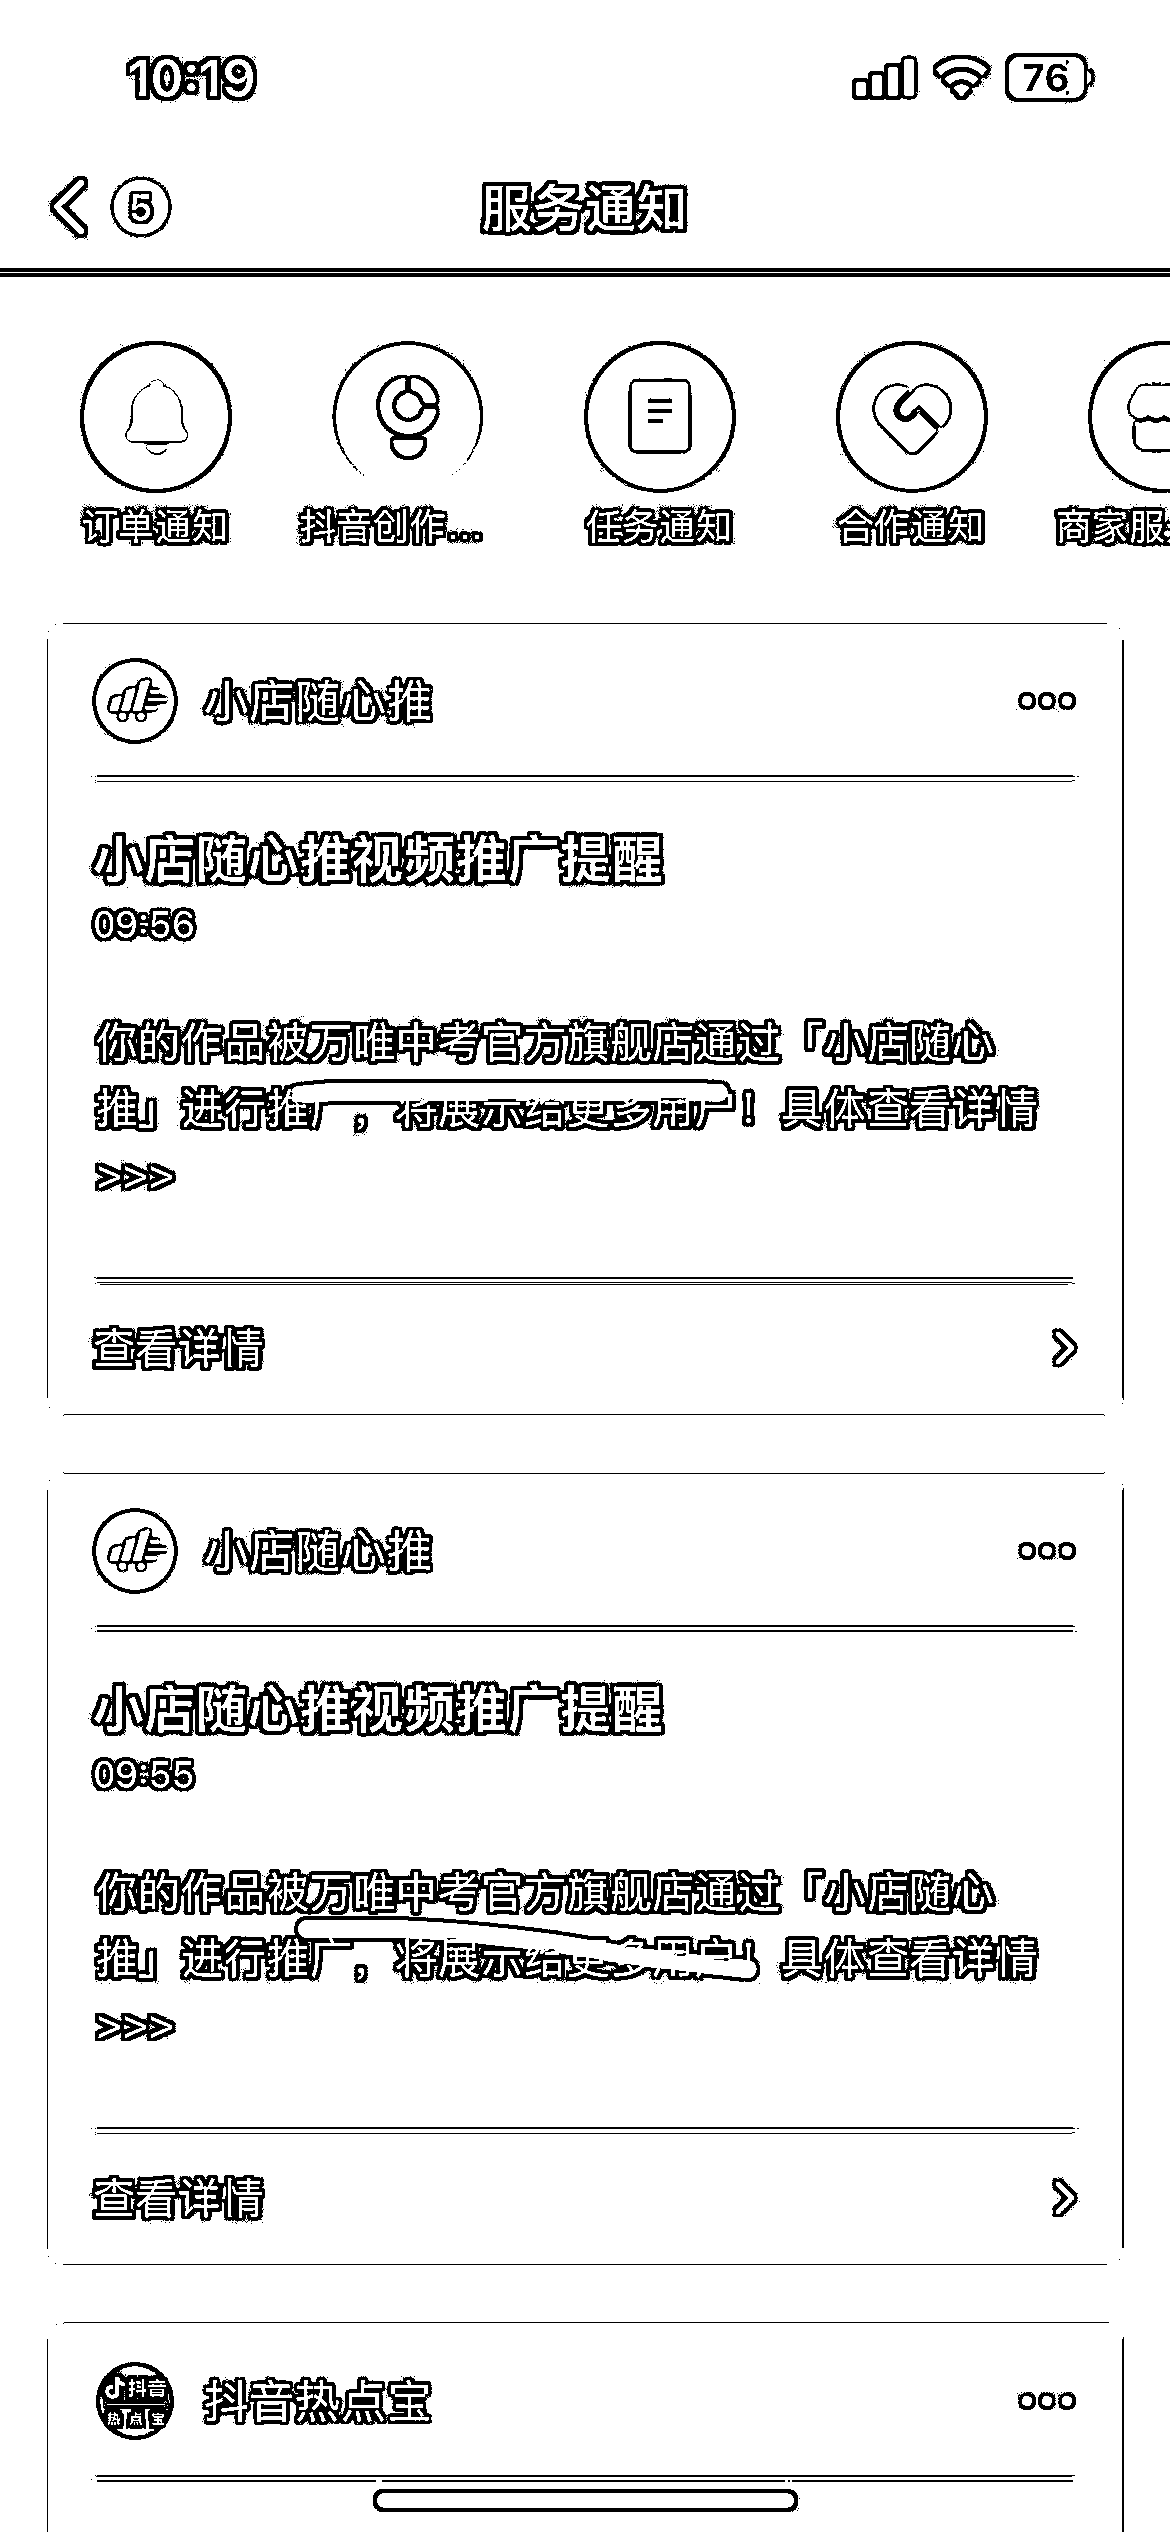 10:19
76
5
服务通知
订单通知
抖音创作...
任务通知
合作通知
商家服
小店随心推
小店随心推视频推广提醒
09:56
你的作品被万唯中考官方旗舰店通过「小店随心
推」进行推广，将展示给更多用户！具体查看详情
>>>
查看详情
小店随心推
小店随心推视频推广提醒
09:55
你的作品被万唯中考官方旗舰店通过「小店随心
推」进行推广，将展示给更多用户！具体查看详情
>>>
查看详情
抖音
热点宝
抖音热点宝